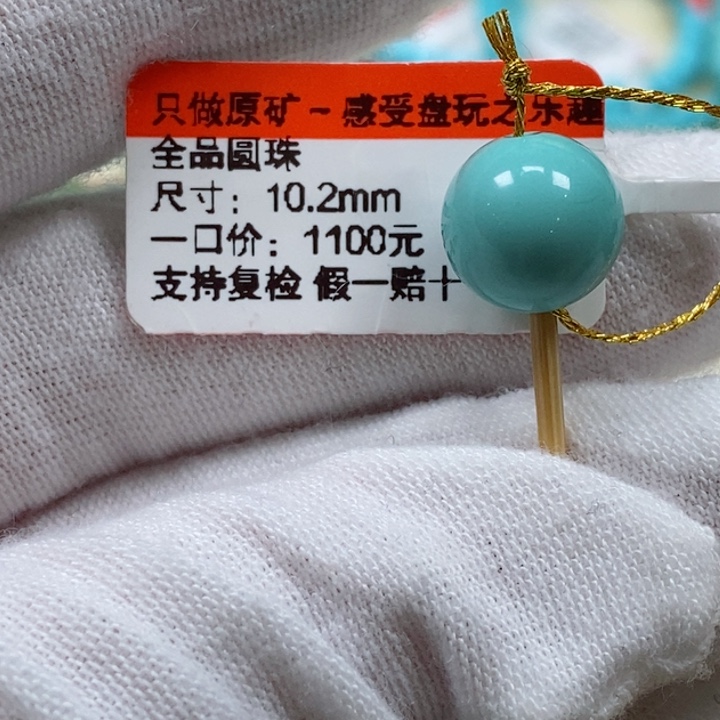 只做原矿~感受盘玩之乐趣
全品圆珠
尺寸：10.2mm
一口价：1100元
支持复检 假一赔十